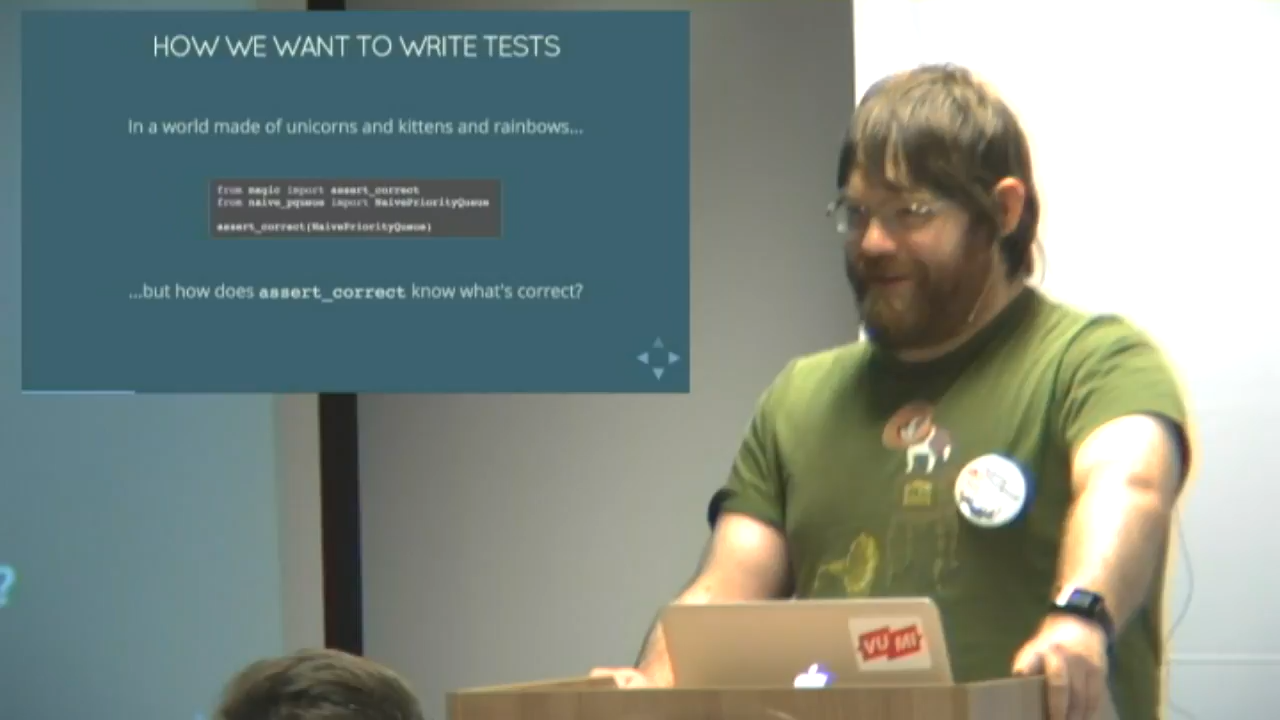 HOW WE WANT TO WRITE TESTS
In a world made of unicorns and kittens and rainbows...
from magic import assert_correct
from naive_pqueue import NaivePriorityQueue
assert_correct(NaivePriorityQueue)
...but how does assert_correct know what's correct?
?
VUMI